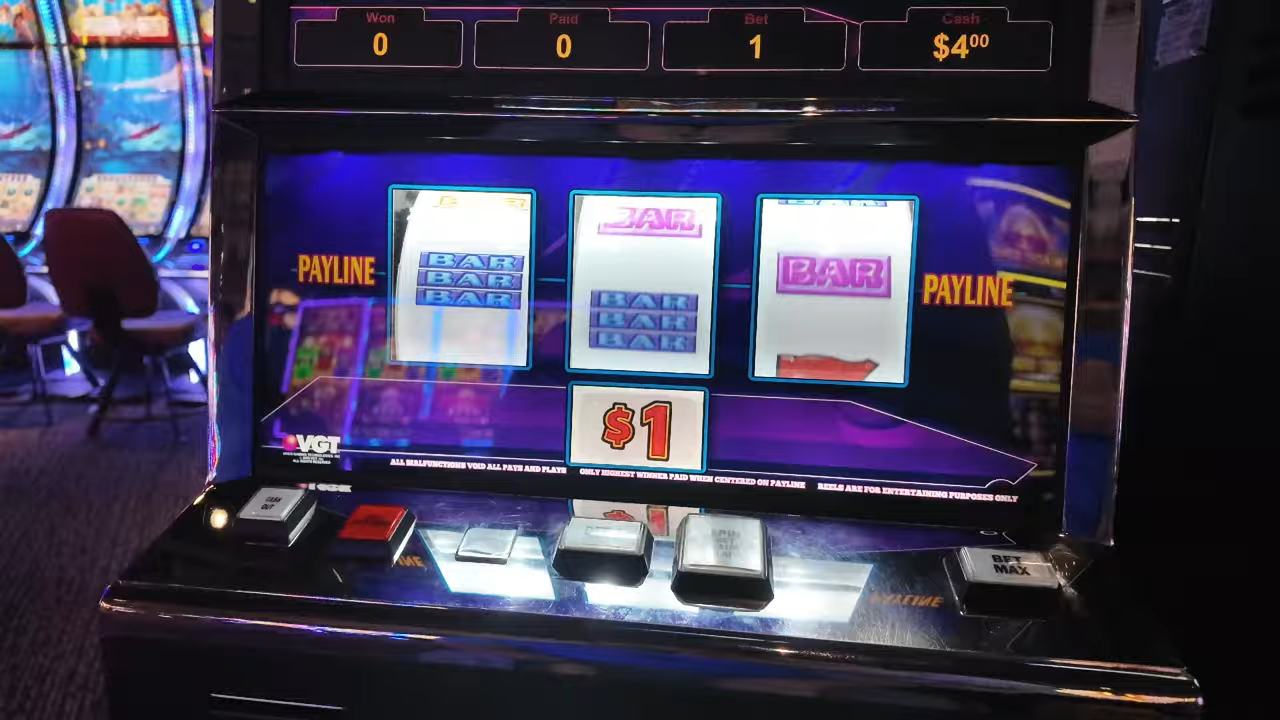 Won
Paid
Bet
Cash
0
0
1
$4⁰⁰
BAR
BAR
BAR
BAR
BAR
PAYLINE
BAR
PAYLINE
BAR
BAR
BAR
$1
VGT
ALL MALFUNCTIONS VOID ALL PAYS AND PLAYS
ONLY HIGHEST WINNER PAID WHEN CENTERED ON PAYLINE
REELS ARE FOR ENTERTAINING PURPOSES ONLY
CASH
OUT
BET
MAX